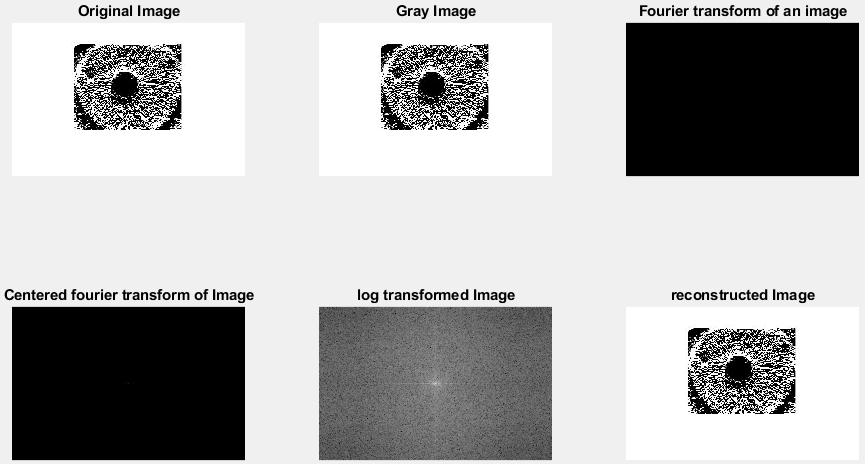 Original Image
Gray Image
Fourier transform of an image
Centered fourier transform of Image
log transformed Image
reconstructed Image